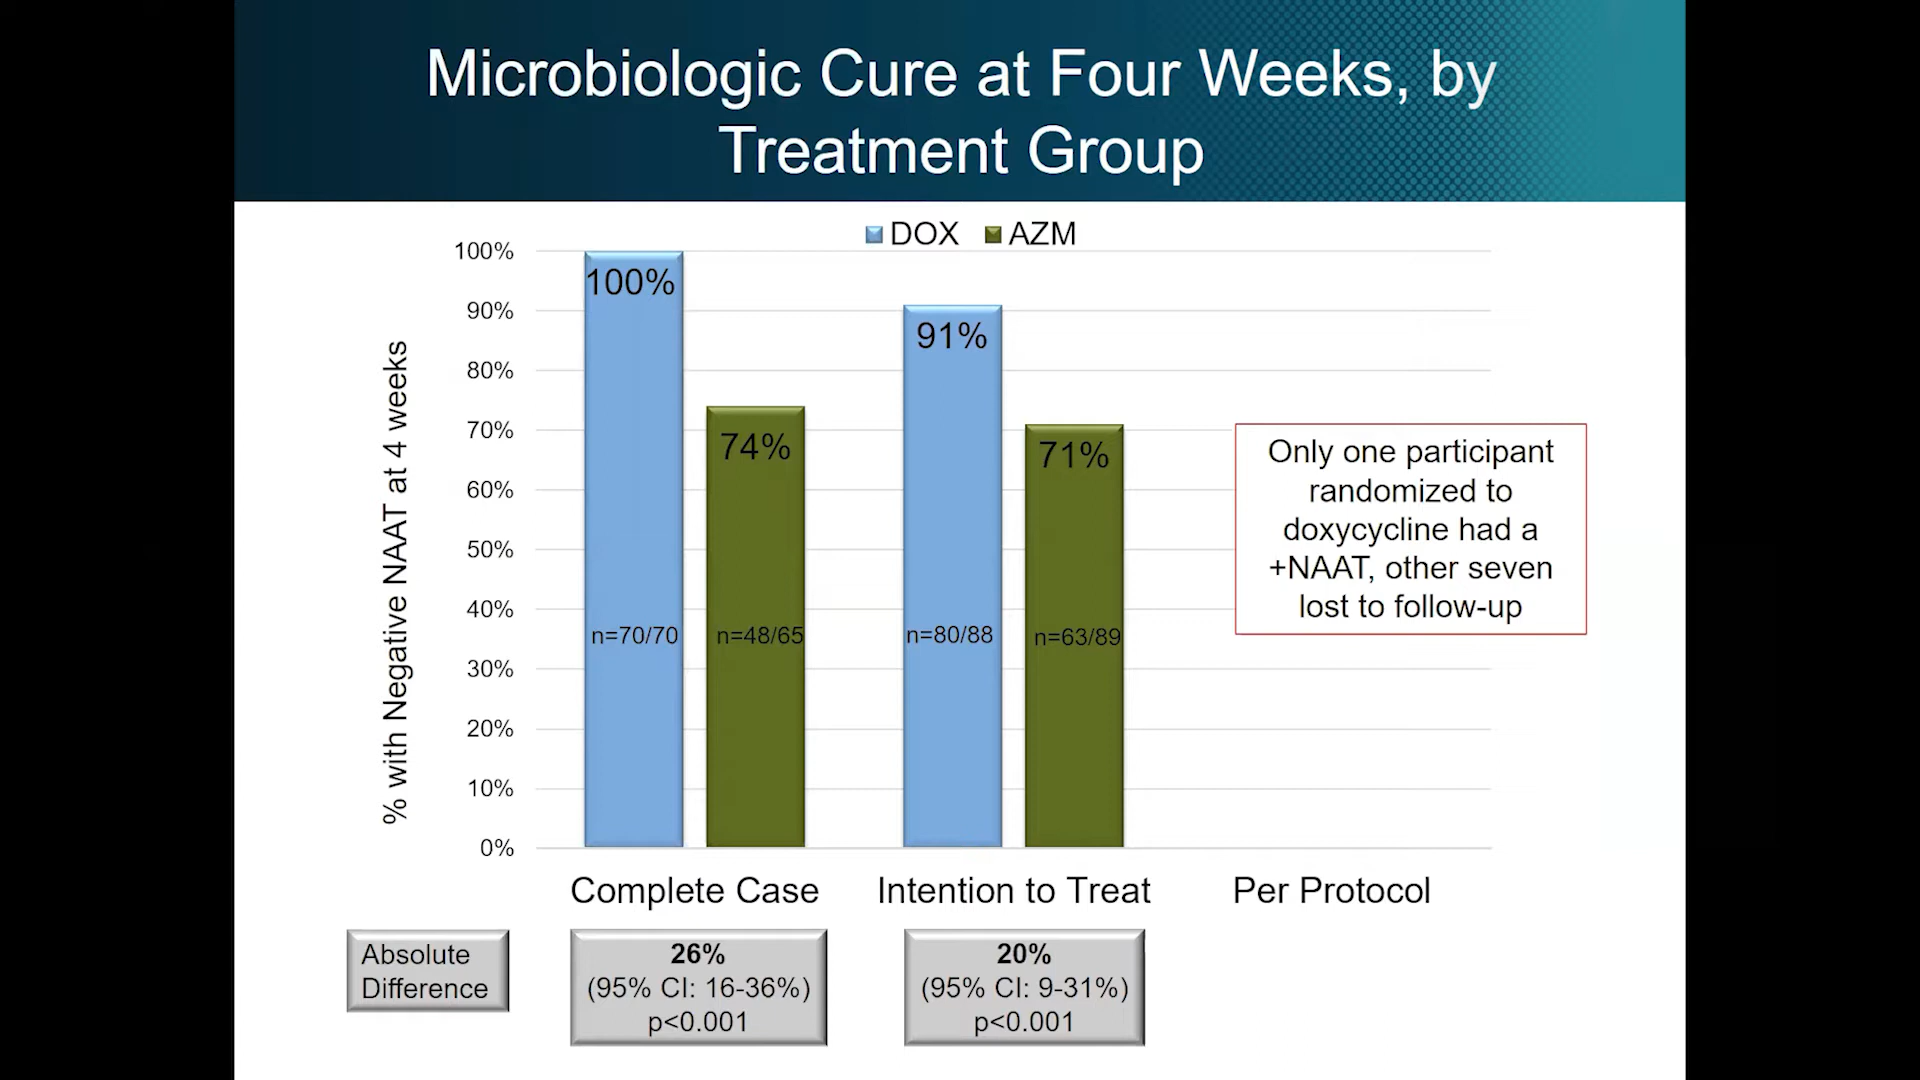 Microbiologic Cure at Four Weeks, by
Treatment Group
DOX AZM
% with Negative NAAT at 4 weeks
100%
90%
80%
70%
60%
50%
40%
30%
20%
10%
0%
100%
74%
91%
71%
n=70/70
n=48/65
n=80/88
n=63/89
Only one participant
randomized to
doxycycline had a
+NAAT, other seven
lost to follow-up
Complete Case
Intention to Treat
Per Protocol
Absolute
Difference
26%
(95% CI: 16-36%)
p<0.001
20%
(95% CI: 9-31%)
p<0.001